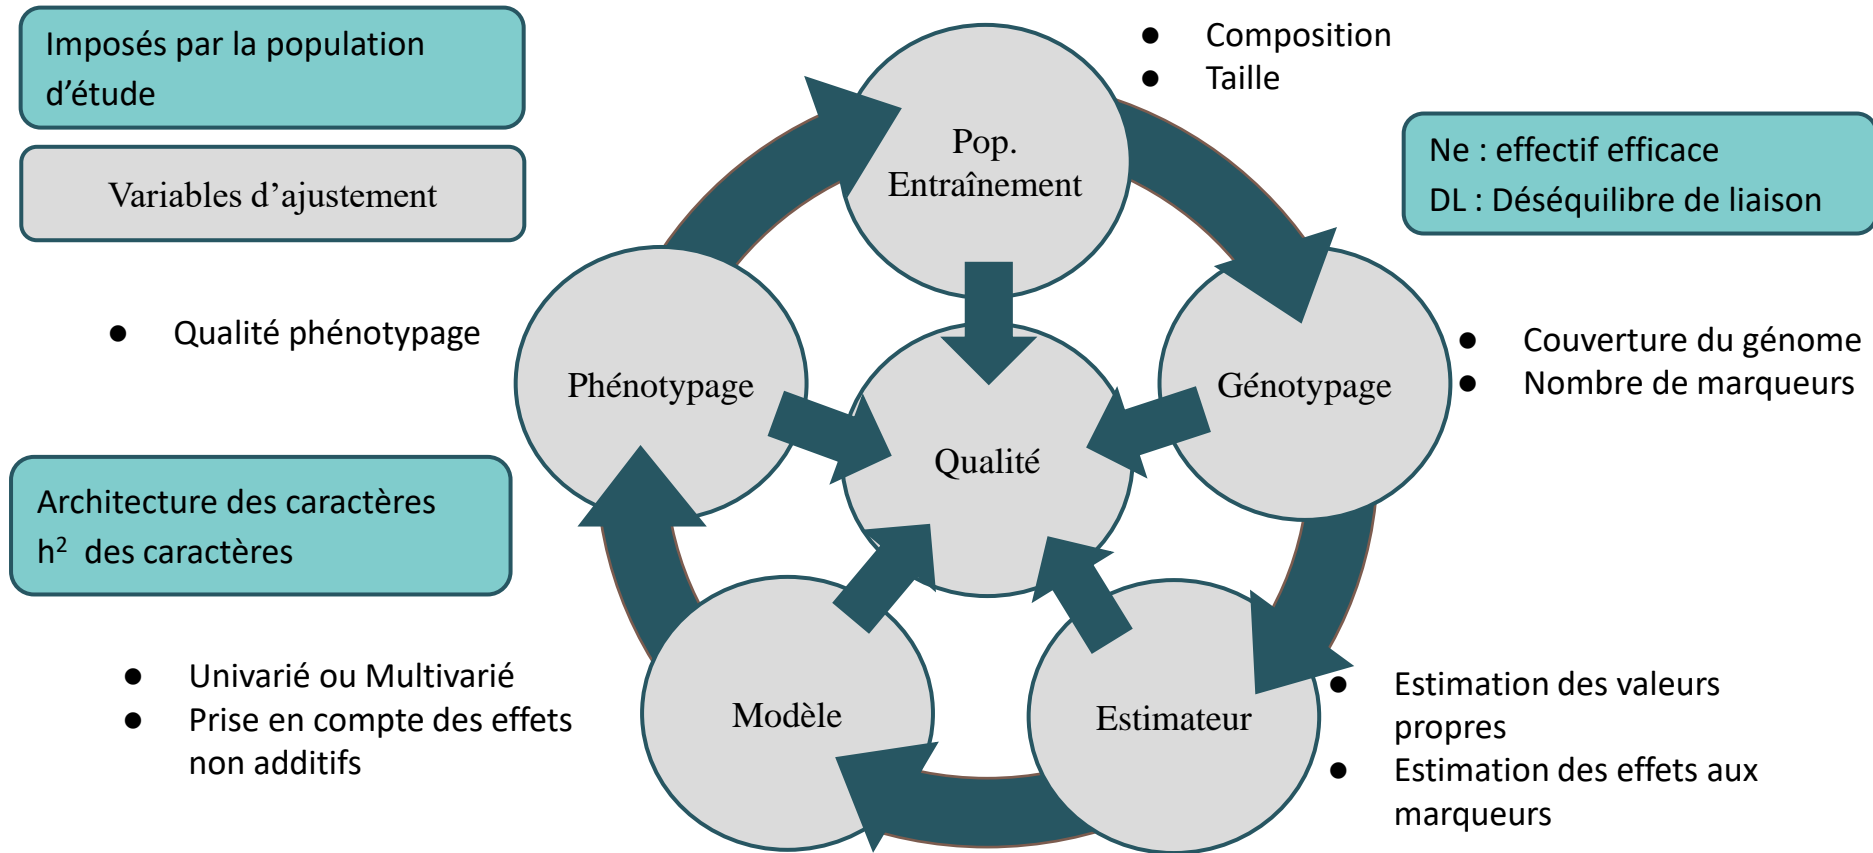 Imposés par la population
d’étude
Variables d’ajustement
● Composition
● Taille
Pop.
Entraînement
Ne : effectif efficace
DL : Déséquilibre de liaison
● Qualité phénotypage
Phénotypage
Génotypage
● Couverture du génome
● Nombre de marqueurs
Qualité
Architecture des caractères
h² des caractères
● Univarié ou Multivarié
● Prise en compte des effets
non additifs
Modèle
Estimateur
● Estimation des valeurs
propres
● Estimation des effets aux
marqueurs